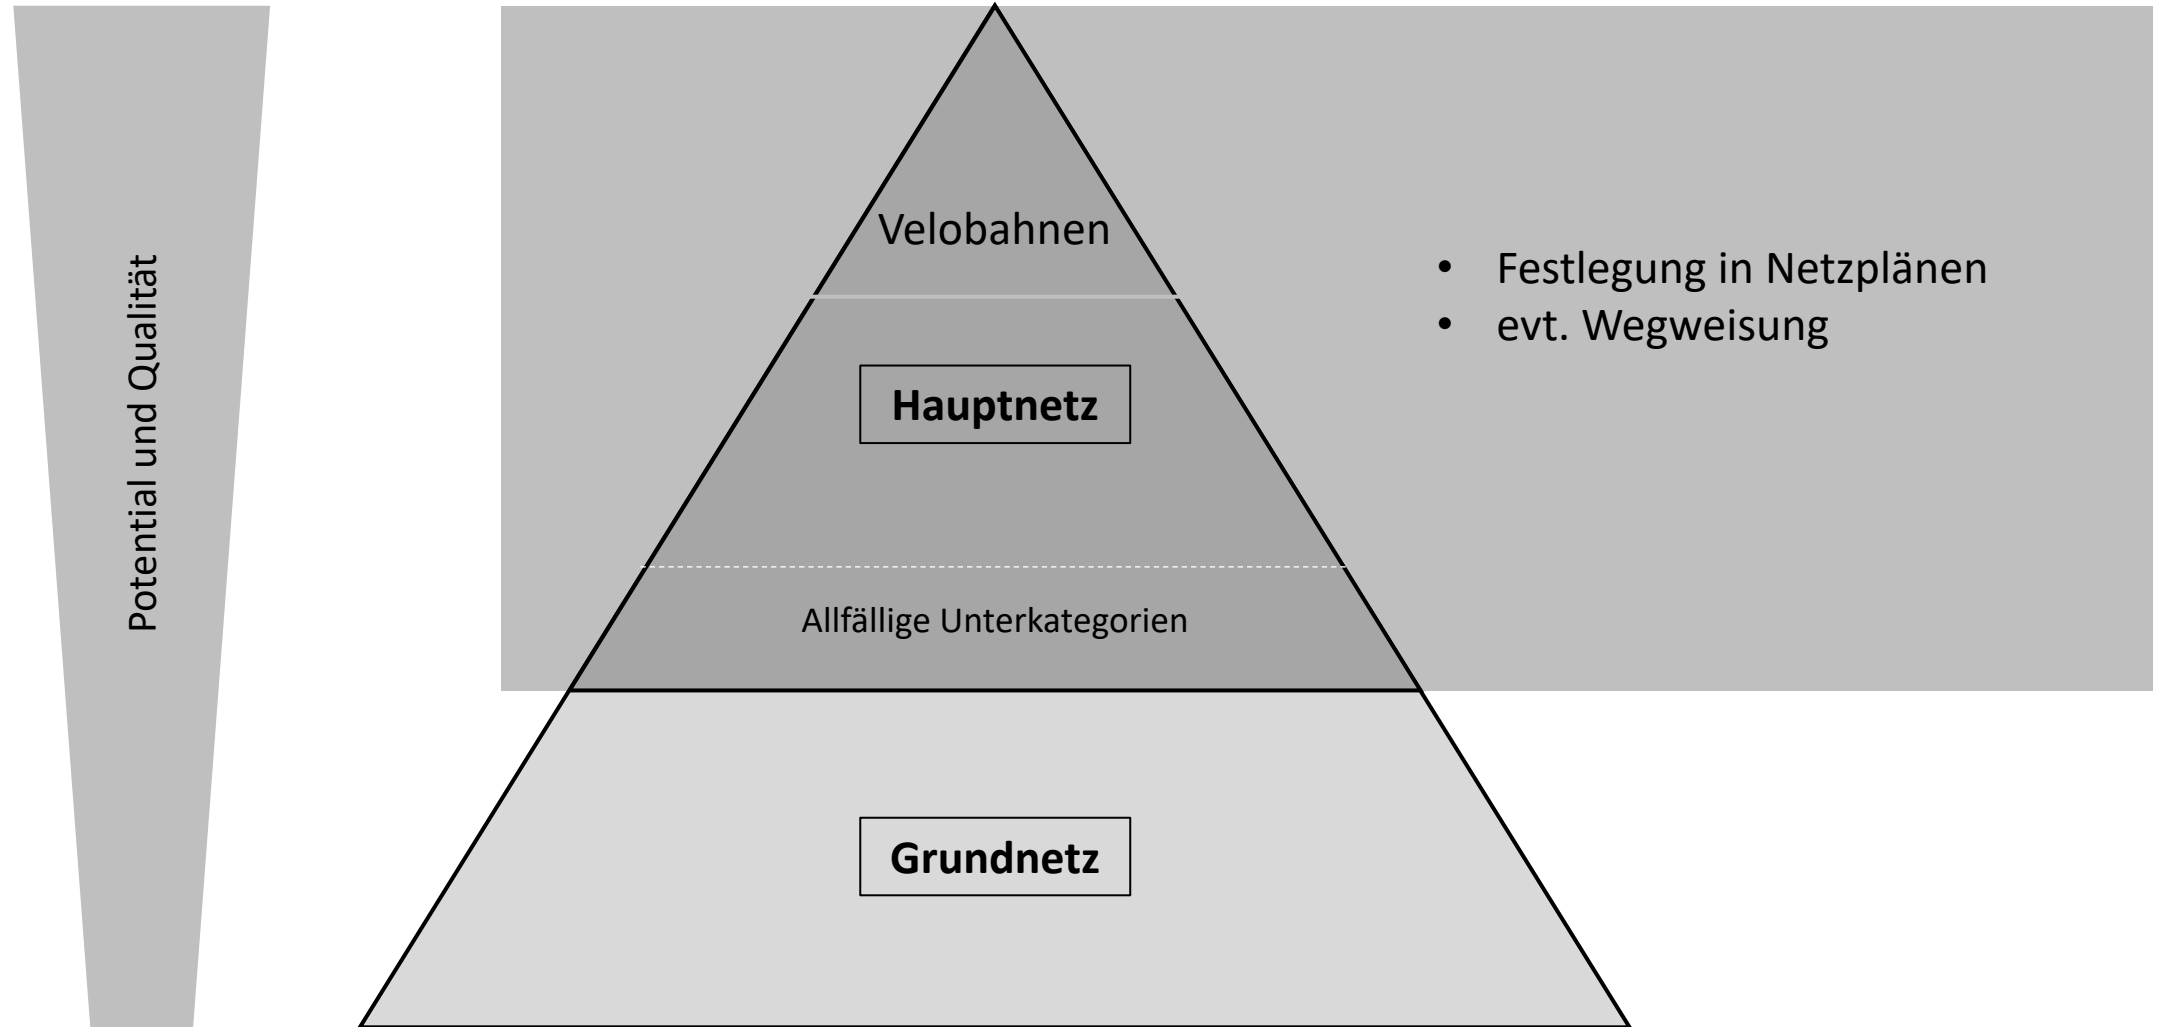 Potential und Qualität
Velobahnen
Hauptnetz
Allfällige Unterkategorien
Grundnetz
• Festlegung in Netzplänen
• evt. Wegweisung